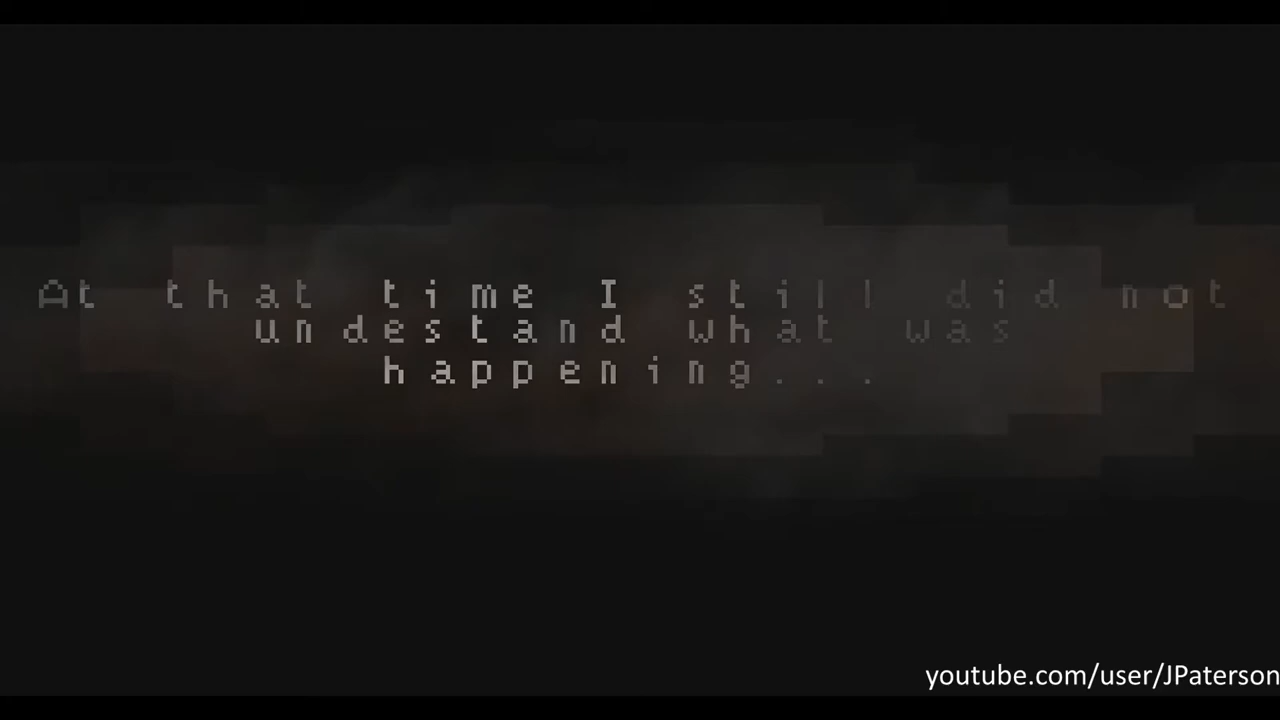 At that time I still did not
undestand what was
happening...
youtube.com/user/JPaterson